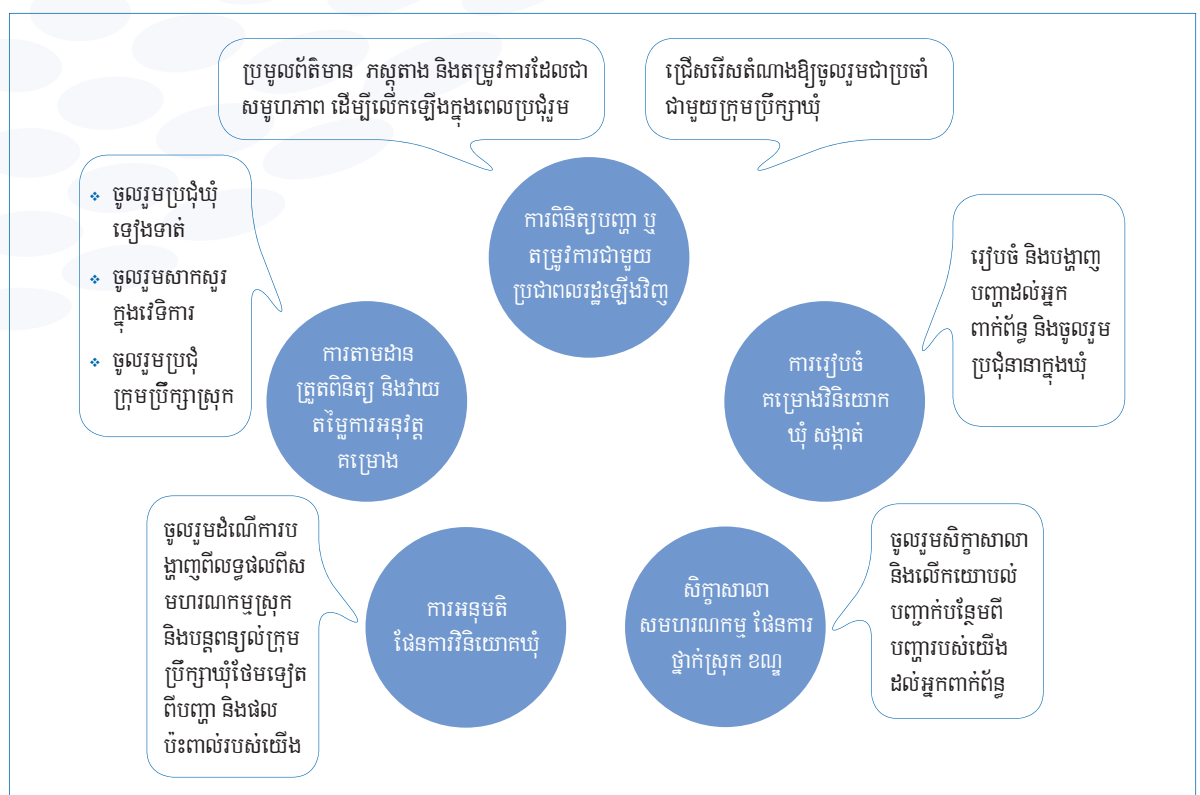 ប្រមូលព័ត៌មាន ភស្តុតាង និងតម្រូវការដែលជា
សមូហភាព ដើម្បីលើកឡើងក្នុងពេលប្រជុំរួម
ជ្រើសរើសតំណាងឱ្យចូលរួមជាប្រចាំ
ជាមួយក្រុមប្រឹក្សាឃុំ
ការពិនិត្យបញ្ហា ឬ
តម្រូវការជាមួយ
ប្រជាពលរដ្ឋឡើងវិញ
❖ ចូលរួមប្រជុំឃុំ
ទៀងទាត់
❖ ចូលរួមសាកសួរ
ក្នុងវេទិការ
❖ ចូលរួមប្រជុំ
ក្រុមប្រឹក្សាស្រុក
ការតាមដាន
ត្រួតពិនិត្យ និងវាយ
តម្លៃការអនុវត្ត
គម្រោង
រៀបចំ និងបង្ហាញ
បញ្ហាដល់អ្នក
ពាក់ព័ន្ធ និងចូលរួម
ប្រជុំនានាក្នុងឃុំ
ការរៀបចំ
គម្រោងវិនិយោគ
ឃុំ សង្កាត់
ចូលរួមដំណើការប
ង្ហាញពីលទ្ធផលពីស
មហរណកម្មស្រុក
និងបន្តពន្យល់ក្រុម
ប្រឹក្សាឃុំថែមទៀត
ពីបញ្ហា និងផល
ប៉ះពាល់របស់យើង
ការអនុមតិ
ផែនការវិនិយោគឃុំ
សិក្ខាសាលា
សមហរណកម្ម ផែនការ
ថ្នាក់ស្រុក ខណ្ឌ
ចូលរួមសិក្ខាសាលា
និងលើកយោបល់
បញ្ជាក់បន្ថែមពី
បញ្ហារបស់យើង
ដល់អ្នកពាក់ព័ន្ធ